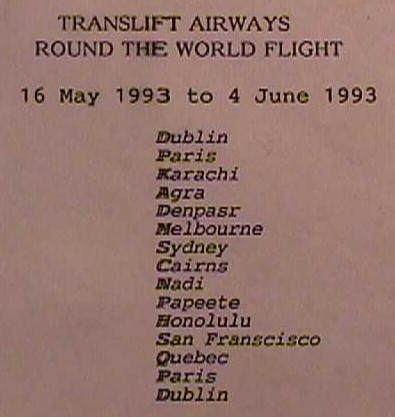 TRANSLIFT AIRWAYS
ROUND THE WORLD FLIGHT
16 May 1993 to 4 June 1993
Dublin
Paris
Karachi
Agra
Denpasr
Melbourne
Sydney
Cairns
Nadi
Papeete
Honolulu
San Franscisco
Quebec
Paris
Dublin